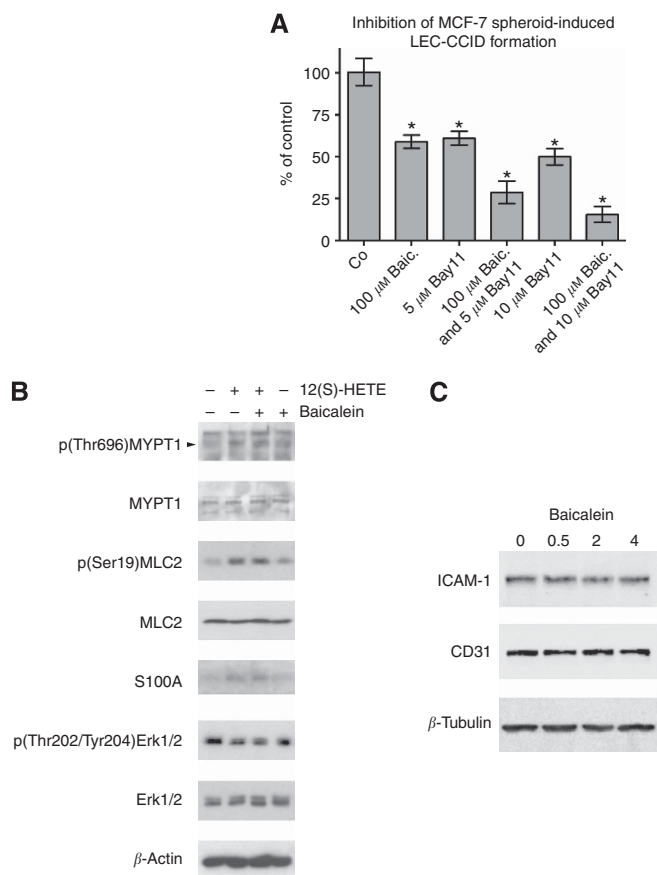 A
Inhibition of MCF-7 spheroid-induced
LEC-CCID formation
% of control
100
75
50
25
0
*
*
*
*
*
Co
100 µM Baic.
5 µM Bay11
100 µM Baic.
and 5 µM Bay11
10 µM Bay11
100 µM Baic.
and 10 µM Bay11
B
– + + – 12(S)-HETE
– – + + Baicalein
p(Thr696)MYPT1
MYPT1
p(Ser19)MLC2
MLC2
S100A
p(Thr202/Tyr204)Erk1/2
Erk1/2
β-Actin
C
Baicalein
0 0.5 2 4
ICAM-1
CD31
β-Tubulin